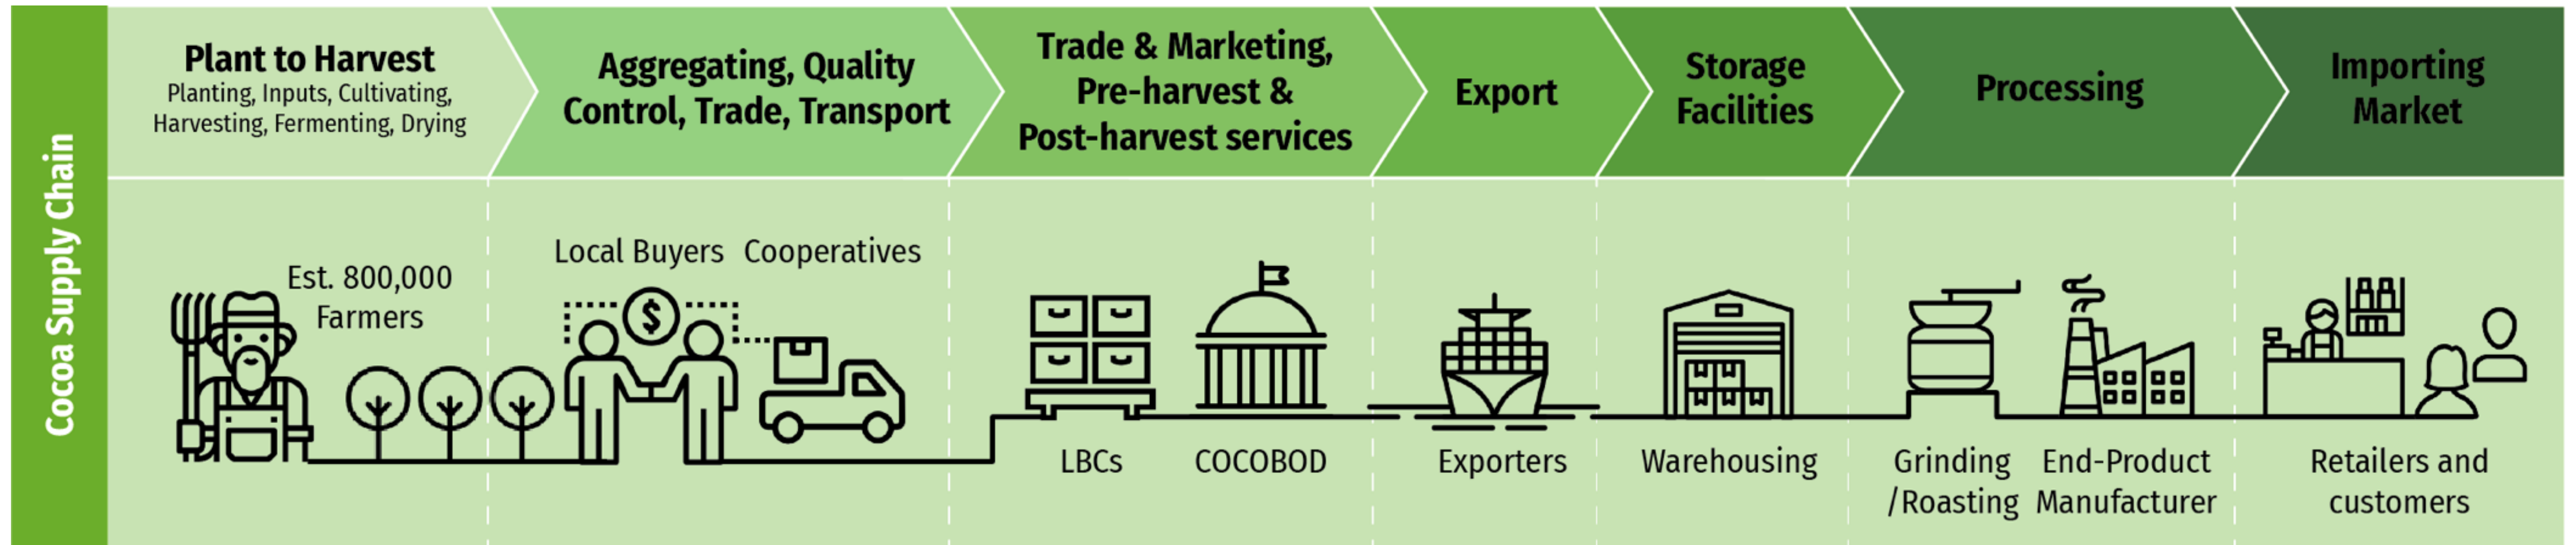 Cocoa Supply Chain
Plant to Harvest
Planting, Inputs, Cultivating,
Harvesting, Fermenting, Drying
Aggregating, Quality
Control, Trade, Transport
Trade & Marketing,
Pre-harvest &
Post-harvest services
Export
Storage
Facilities
Processing
Importing
Market
Est. 800,000
Farmers
Local Buyers
Cooperatives
$
LBCs
COCOBOD
Exporters
Warehousing
Grinding
/Roasting
End-Product
Manufacturer
Retailers and
customers